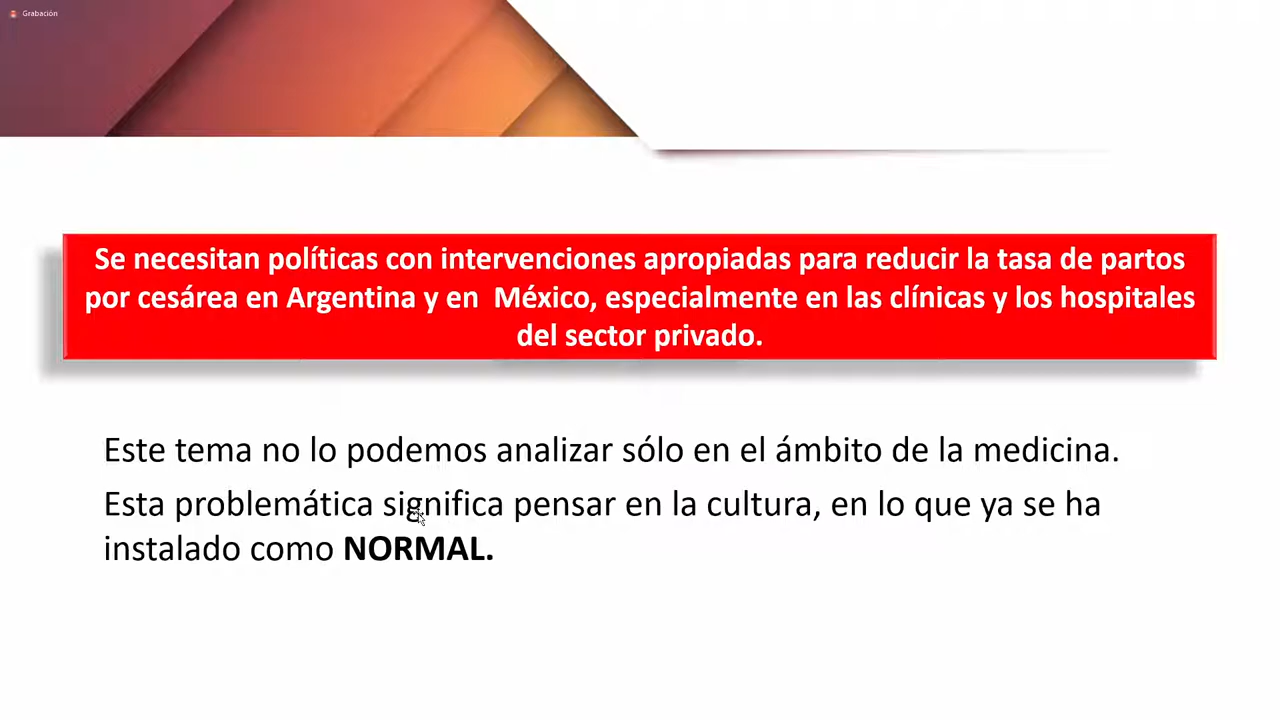 Grabación
Se necesitan políticas con intervenciones apropiadas para reducir la tasa de partos
por cesárea en Argentina y en  México, especialmente en las clínicas y los hospitales
del sector privado.
Este tema no lo podemos analizar sólo en el ámbito de la medicina.
Esta problemática significa pensar en la cultura, en lo que ya se ha
instalado como NORMAL.